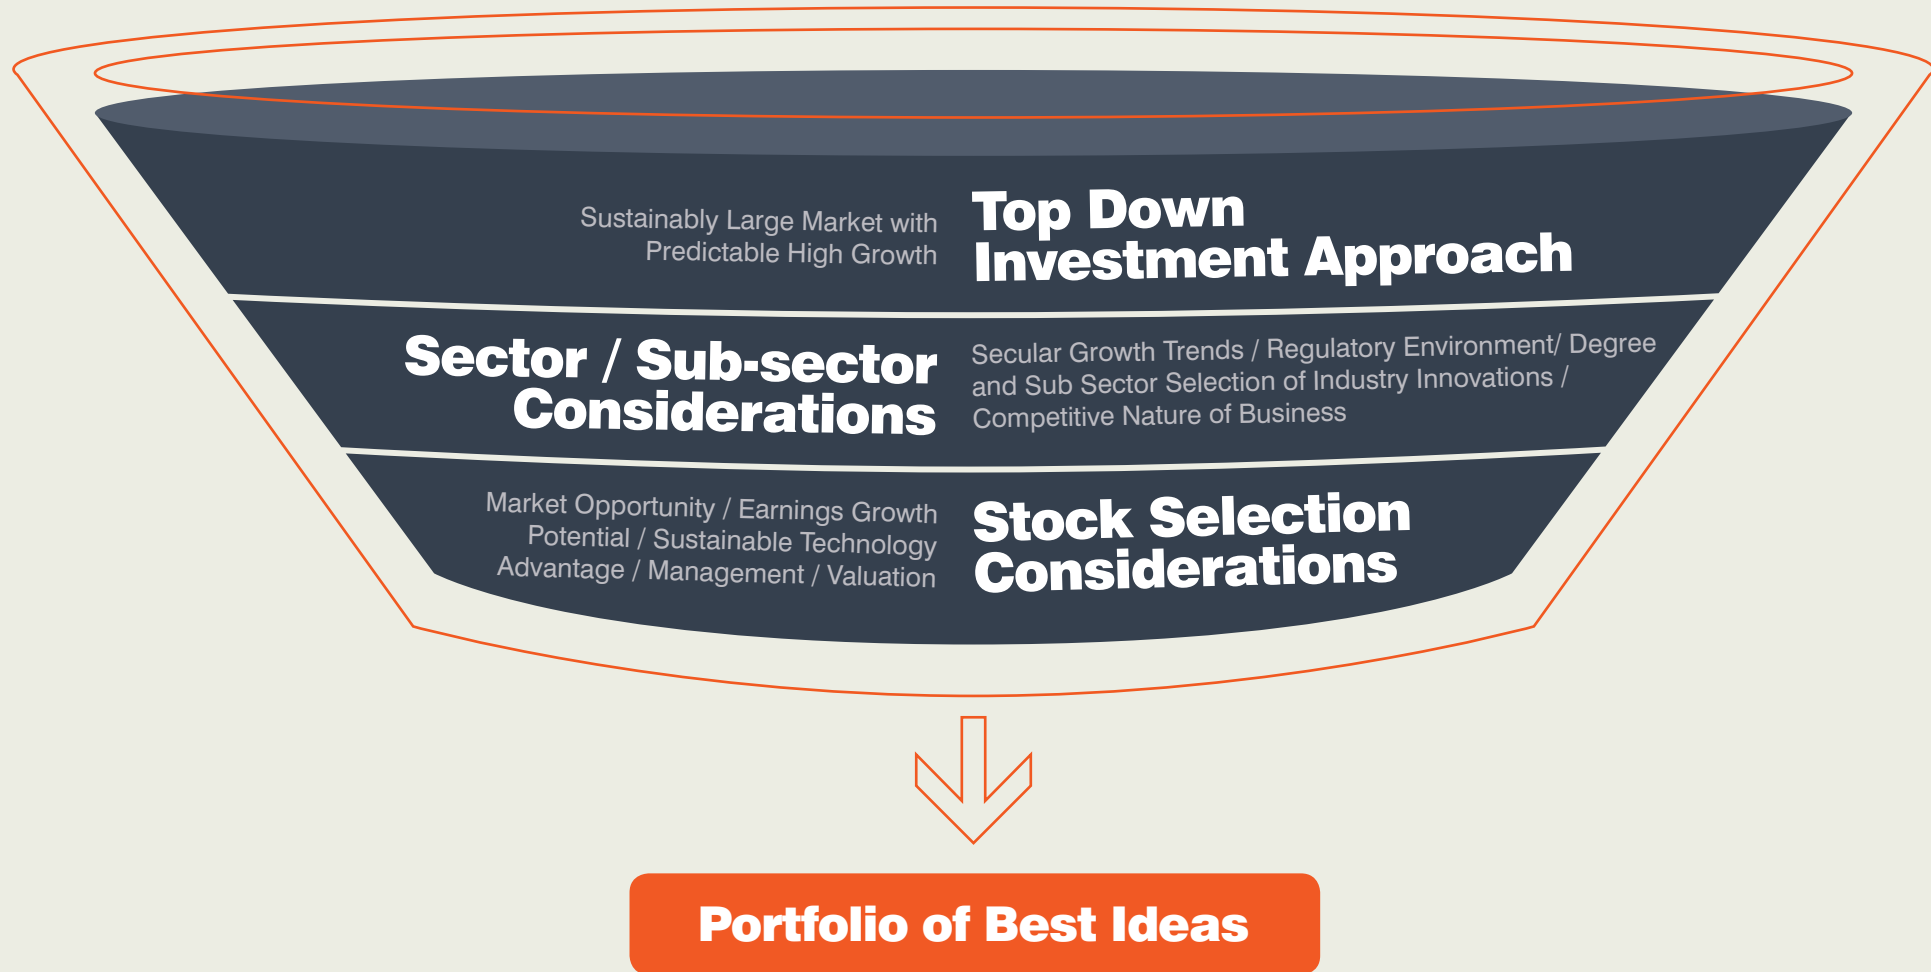 Sustainably Large Market with
Predictable High Growth
Top Down
Investment Approach
Sector / Sub-sector
Considerations
Secular Growth Trends / Regulatory Environment/ Degree
and Sub Sector Selection of Industry Innovations /
Competitive Nature of Business
Market Opportunity / Earnings Growth
Potential / Sustainable Technology
Advantage / Management / Valuation
Stock Selection
Considerations
Portfolio of Best Ideas